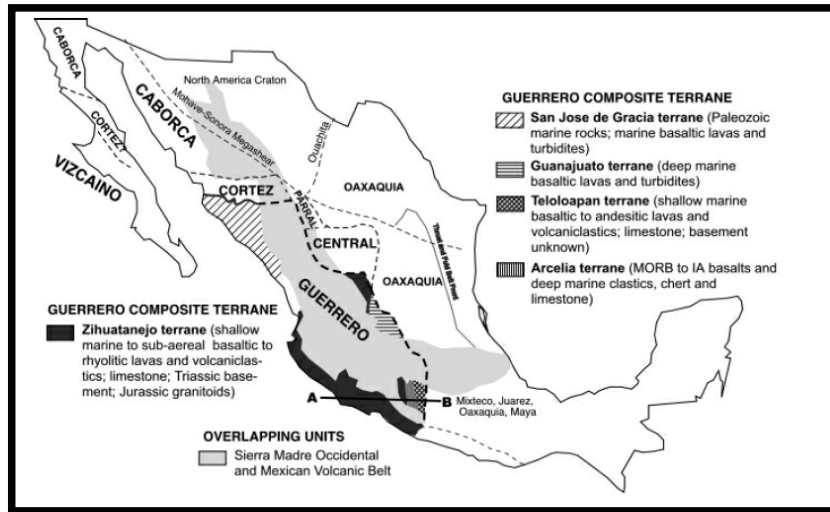 North America Craton
CABORCA
Mohave-Sonora Megashear
CABORCA
CORTEZ?
VIZCAINO
Ouachita
CORTEZ
PARRAL
OAXAQUIA
CENTRAL
OAXAQUIA
Thrust and Fold Belt Front
GUERRERO
A
B
Mixteco, Juarez,
Oaxaquia, Maya
GUERRERO COMPOSITE TERRANE
San Jose de Gracia terrane (Paleozoic
marine rocks; marine basaltic lavas and
turbidites)
Guanajuato terrane (deep marine
basaltic lavas and turbidites)
Teloloapan terrane (shallow marine
basaltic to andesitic lavas and
volcaniclastics; limestone; basement
unknown)
Arcelia terrane (MORB to IA basalts and
deep marine clastics, chert and
limestone)
GUERRERO COMPOSITE TERRANE
Zihuatanejo terrane (shallow
marine to sub-aereal basaltic to
rhyolitic lavas and volcaniclas-
tics; limestone; Triassic base-
ment; Jurassic granitoids)
OVERLAPPING UNITS
Sierra Madre Occidental
and Mexican Volcanic Belt